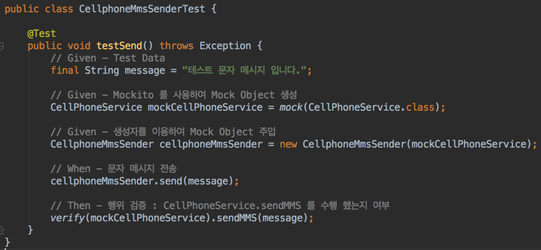 public class CellphoneMmsSenderTest {
@Test
public void testSend() throws Exception {
// Given - Test Data
final String message = "테스트 문자 메시지 입니다.";
// Given - Mockito 를 사용하여 Mock Object 생성
CellPhoneService mockCellPhoneService = mock(CellPhoneService.class);
// Given - 생성자를 이용하여 Mock Object 주입
CellphoneMmsSender cellphoneMmsSender = new CellphoneMmsSender(mockCellPhoneService);
// When - 문자 메시지 전송
cellphoneMmsSender.send(message);
// Then - 행위 검증 : CellPhoneService.sendMMS 를 수행 했는지 여부
verify(mockCellPhoneService).sendMMS(message);
}
}